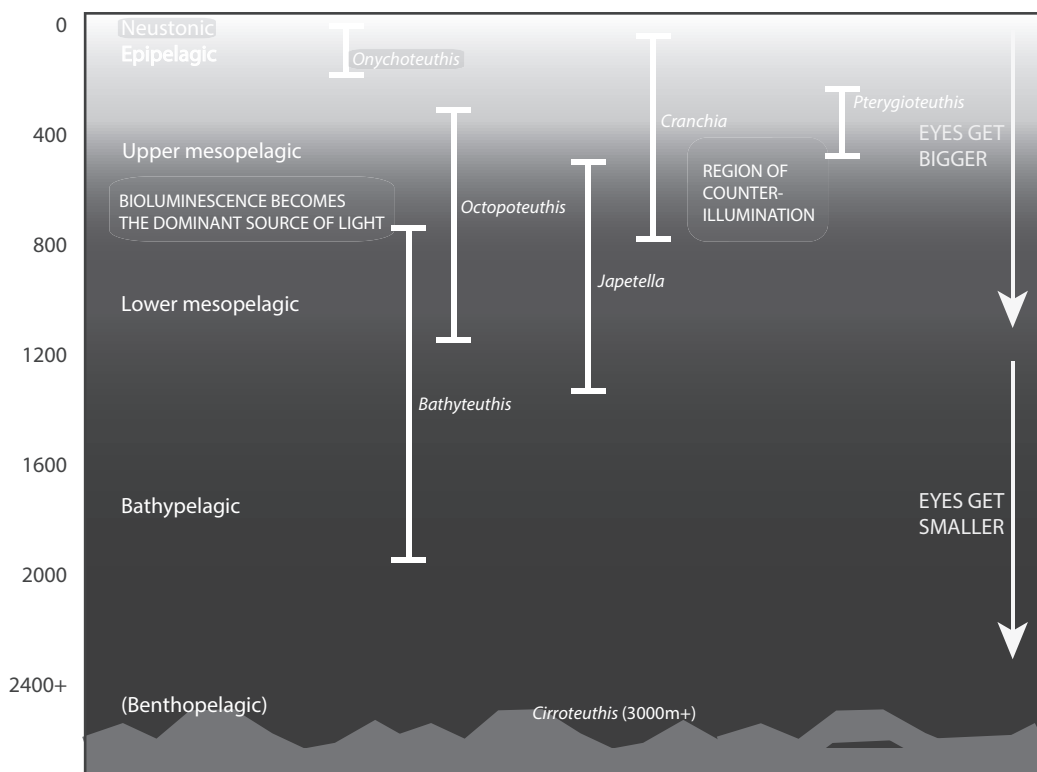 0
400
800
1200
1600
2000
2400+
Neustonic
Epipelagic
Onychoteuthis
Cranchia
Pterygioteuthis
EYES GET
BIGGER
Upper mesopelagic
REGION OF
COUNTER-
ILLUMINATION
BIOLUMINESCENCE BECOMES
THE DOMINANT SOURCE OF LIGHT
Octopoteuthis
Japetella
Lower mesopelagic
Bathyteuthis
Bathypelagic
EYES GET
SMALLER
(Benthopelagic)
Cirroteuthis (3000m+)